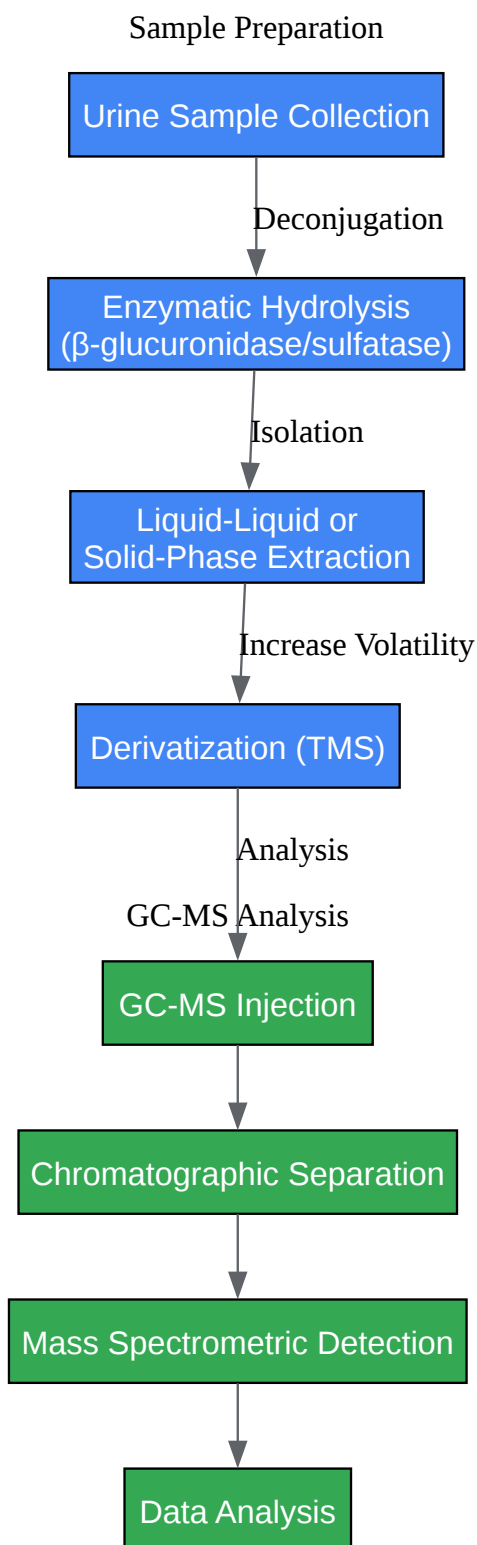 Sample Preparation
Urine Sample Collection
Deconjugation
Enzymatic Hydrolysis
(β-glucuronidase/sulfatase)
Isolation
Liquid-Liquid or
Solid-Phase Extraction
Increase Volatility
Derivatization (TMS)
Analysis
GC-MS Analysis
GC-MS Injection
Chromatographic Separation
Mass Spectrometric Detection
Data Analysis